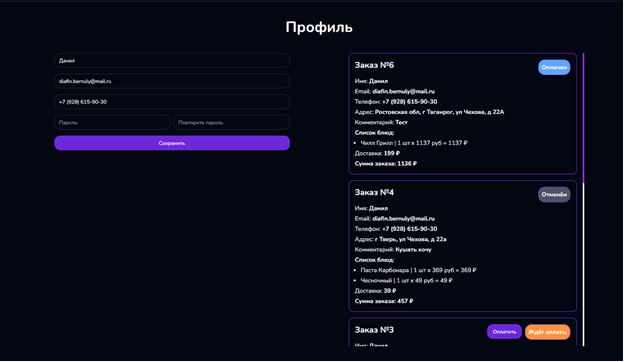 Профиль
Данил
diafin.bernuly@mail.ru
+7 (928) 615-90-30
Пароль
Повторите пароль
Сохранить
Заказ №6
Оплачен
Имя: Данил
Email: diafin.bernuly@mail.ru
Телефон: +7 (928) 615-90-30
Адрес: Ростовская обл, г Таганрог, ул Чехова, д 22А
Комментарий: Тест
Список блюд:
• Чилл Грилл | 1 шт x 1137 руб = 1137 ₽
Доставка: 199 ₽
Сумма заказа: 1136 ₽
Заказ №4
Отменён
Имя: Данил
Email: diafin.bernuly@mail.ru
Телефон: +7 (928) 615-90-30
Адрес: г Тверь, ул Чехова, д 22а
Комментарий: Кушать хочу
Список блюд:
• Паста Карбонара | 1 шт x 369 руб = 369 ₽
• Чесночный | 1 шт x 49 руб = 49 ₽
Доставка: 39 ₽
Сумма заказа: 457 ₽
Заказ №3
Оплатить
Ждёт оплаты
Имя: Данил